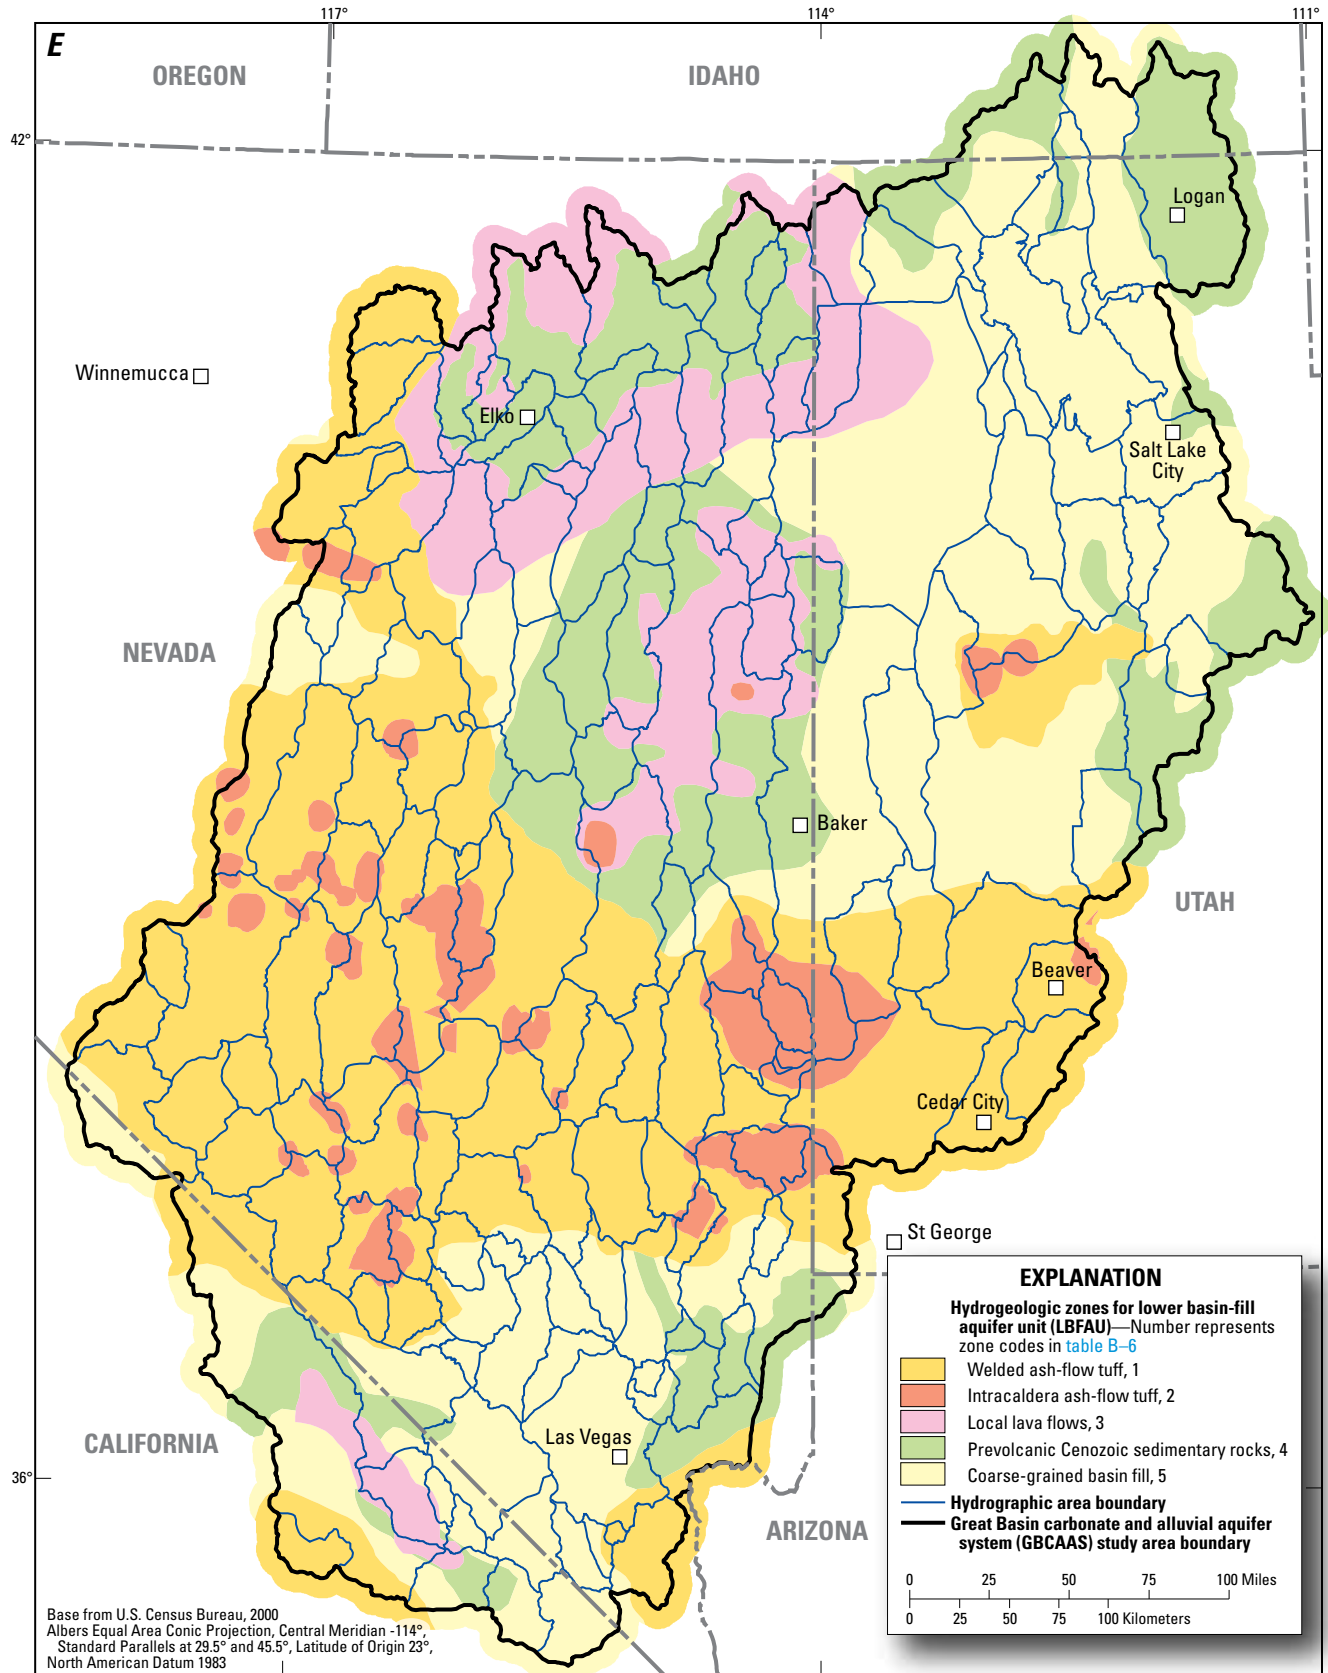 117°
114°
111°
E
OREGON
IDAHO
42°
Logan
Winnemucca
Elko
Salt Lake
City
NEVADA
Baker
UTAH
Beaver
Cedar City
St George
CALIFORNIA
Las Vegas
36°
ARIZONA
EXPLANATION
Hydrogeologic zones for lower basin-fill
aquifer unit (LBFAU)—Number represents
zone codes in table B–6
Welded ash-flow tuff, 1
Intracaldera ash-flow tuff, 2
Local lava flows, 3
Prevolcanic Cenozoic sedimentary rocks, 4
Coarse-grained basin fill, 5
Hydrographic area boundary
Great Basin carbonate and alluvial aquifer
system (GBCAAS) study area boundary
0 25 50 75 100 Miles
0 25 50 75 100 Kilometers
Base from U.S. Census Bureau, 2000
Albers Equal Area Conic Projection, Central Meridian -114°,
Standard Parallels at 29.5° and 45.5°, Latitude of Origin 23°,
North American Datum 1983